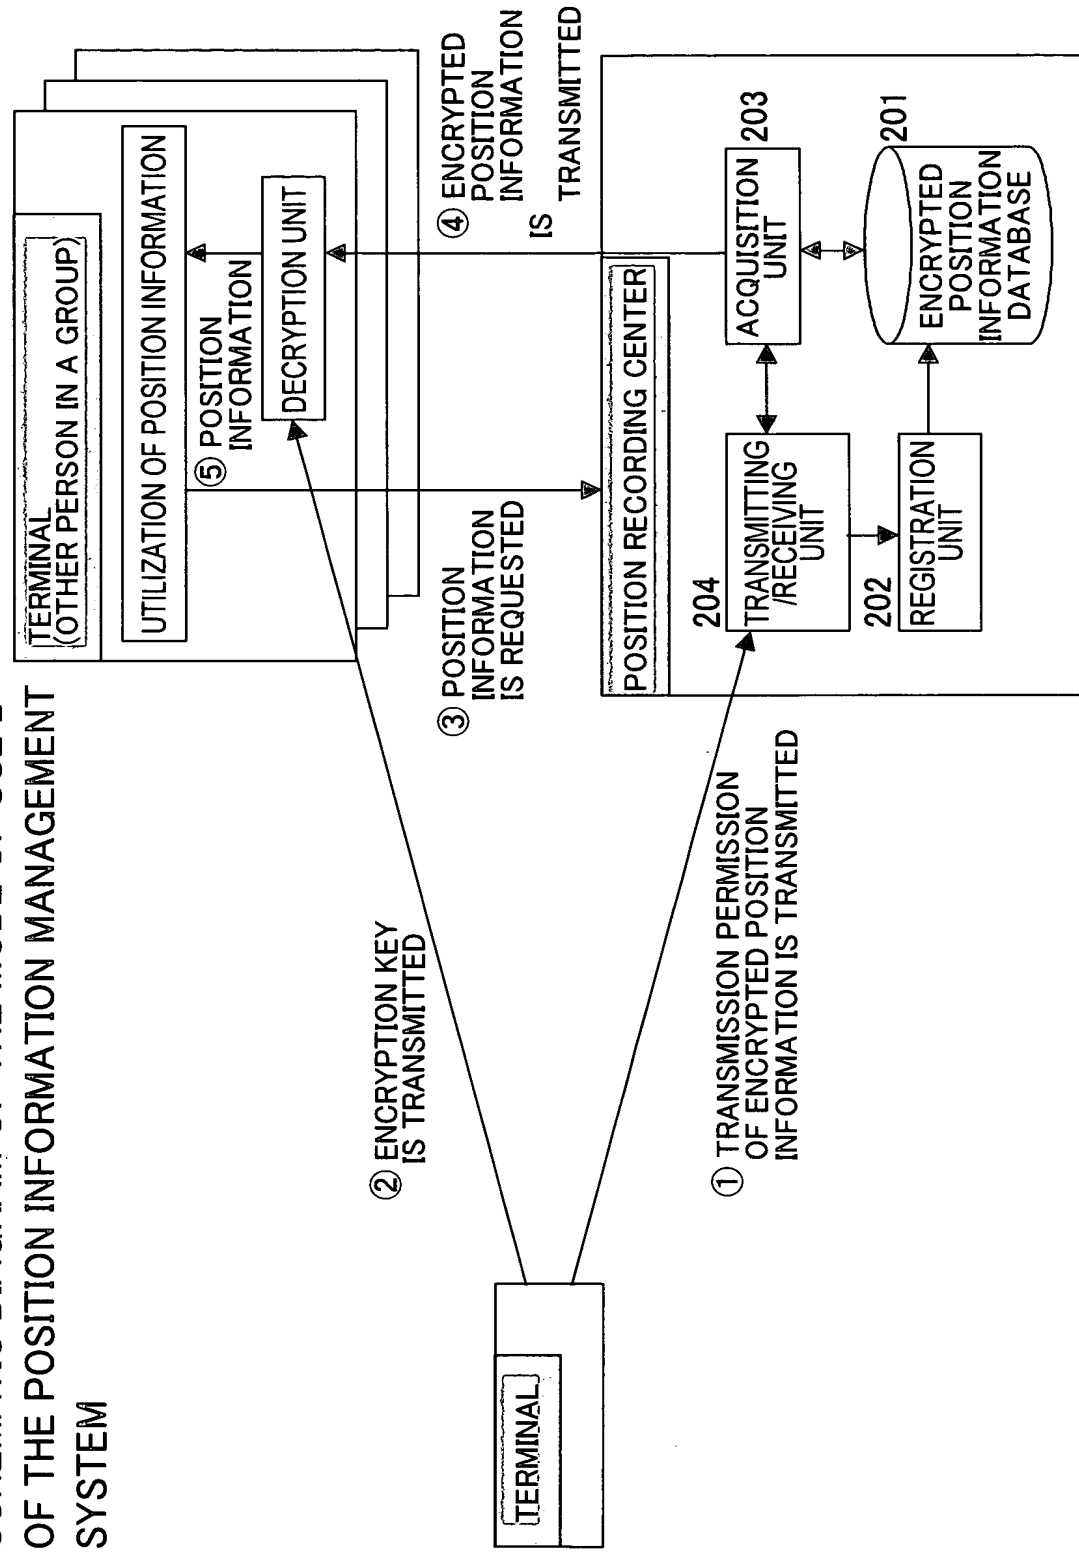 OF THE POSITION INFORMATION MANAGEMENT
SYSTEM
TERMINAL
(OTHER PERSON IN A GROUP)
UTILIZATION OF POSITION INFORMATION
⑤ POSITION
INFORMATION
DECRYPTION UNIT
② ENCRYPTION KEY
IS TRANSMITTED
③ POSITION
INFORMATION
IS REQUESTED
④ ENCRYPTED
POSITION
INFORMATION
IS
TRANSMITTED
TERMINAL
① TRANSMISSION PERMISSION
OF ENCRYPTED POSITION
INFORMATION IS TRANSMITTED
POSITION RECORDING CENTER
204
TRANSMITTING
/RECEIVING
UNIT
ACQUISITION
UNIT
203
202
REGISTRATION
UNIT
201
ENCRYPTED
POSITION
INFORMATION
DATABASE